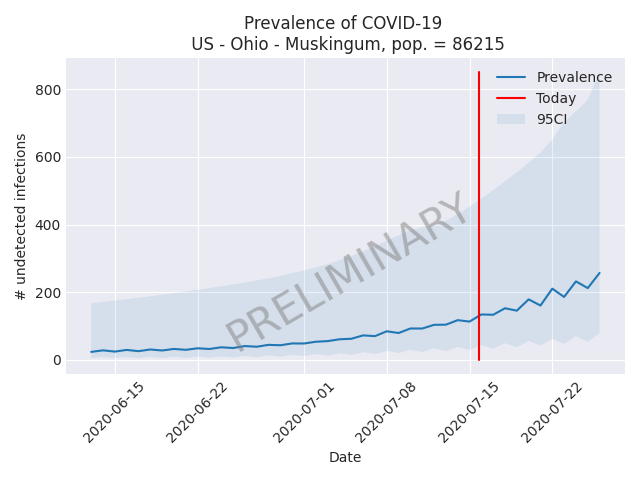 Prevalence of COVID-19
US - Ohio - Muskingum, pop. = 86215
Prevalence
Today
95CI
PRELIMINARY
# undetected infections
800
600
400
200
0
2020-06-15
2020-06-22
2020-07-01
2020-07-08
2020-07-15
2020-07-22
Date